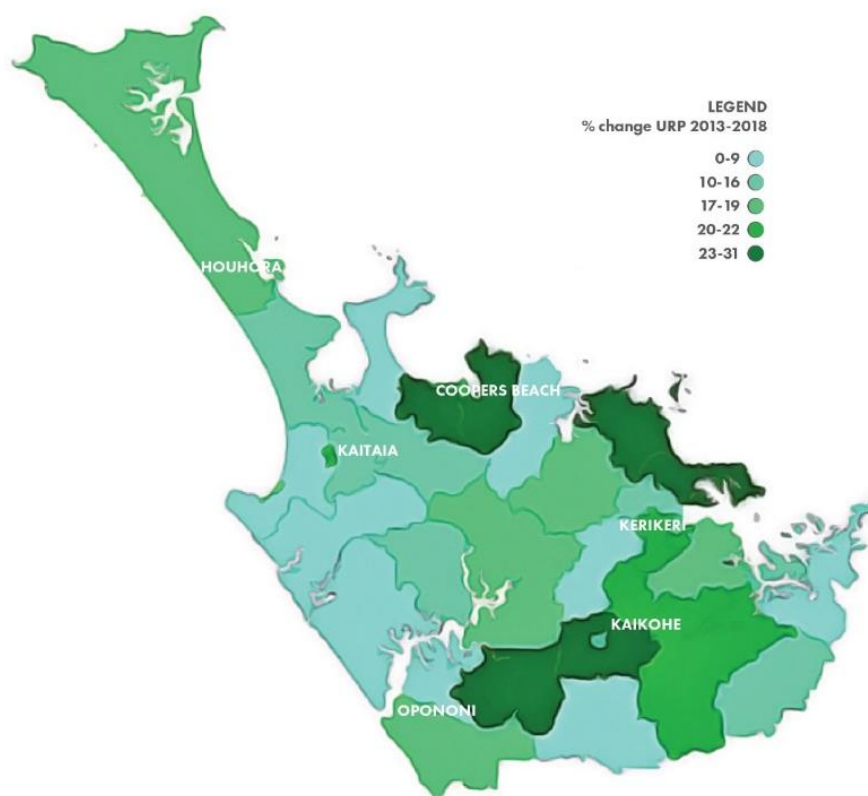 LEGEND
% change URP 2013-2018
0-9
10-16
17-19
20-22
23-31
HOUHORA
COOPERS BEACH
KAITAIA
KERIKERI
KAIKOHE
OPONONI